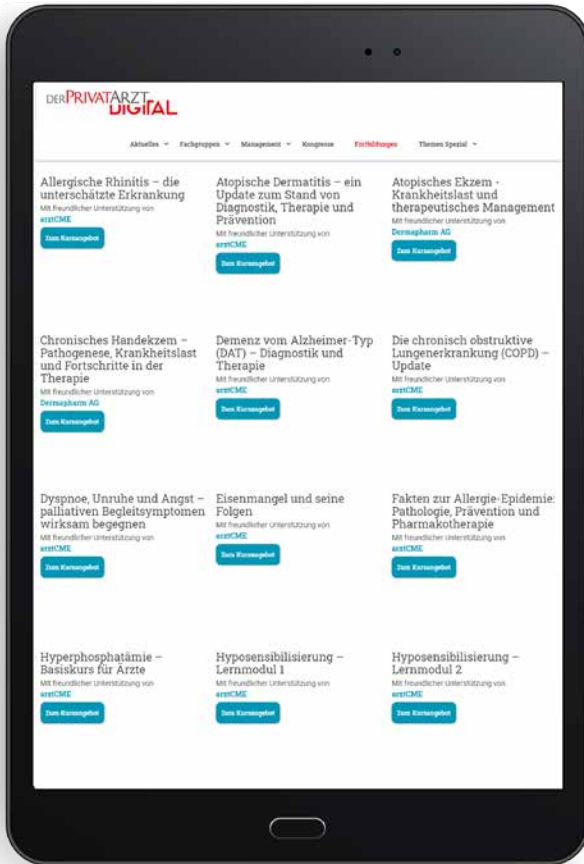 DERPRIVATARZT
DIGITAL
Aktuelles Fachgruppen Management Kongresse Fortbildungen Themen Spezial
Allergische Rhinitis – die
unterschätzte Erkrankung
Mit freundlicher Unterstützung von
arztCME
Zum Kursangebot
Atopische Dermatitis – ein
Update zum Stand von
Diagnostik, Therapie und
Prävention
Mit freundlicher Unterstützung von
arztCME
Zum Kursangebot
Atopisches Ekzem -
Krankheitslast und
therapeutisches Management
Mit freundlicher Unterstützung von
Dermapharm AG
Zum Kursangebot
Chronisches Handekzem –
Pathogenese, Krankheitslast
und Fortschritte in der
Therapie
Mit freundlicher Unterstützung von
Dermapharm AG
Zum Kursangebot
Demenz vom Alzheimer-Typ
(DAT) – Diagnostik und
Therapie
Mit freundlicher Unterstützung von
arztCME
Zum Kursangebot
Die chronisch obstruktive
Lungenerkrankung (COPD) –
Update
Mit freundlicher Unterstützung von
arztCME
Zum Kursangebot
Dyspnoe, Unruhe und Angst –
palliativen Begleitsymptomen
wirksam begegnen
Mit freundlicher Unterstützung von
arztCME
Zum Kursangebot
Eisenmangel und seine
Folgen
Mit freundlicher Unterstützung von
arztCME
Zum Kursangebot
Fakten zur Allergie-Epidemie:
Pathologie, Prävention und
Pharmakotherapie
Mit freundlicher Unterstützung von
arztCME
Zum Kursangebot
Hyperphosphatämie –
Basiskurs für Ärzte
Mit freundlicher Unterstützung von
arztCME
Zum Kursangebot
Hyposensibilisierung –
Lernmodul 1
Mit freundlicher Unterstützung von
arztCME
Zum Kursangebot
Hyposensibilisierung –
Lernmodul 2
Mit freundlicher Unterstützung von
arztCME
Zum Kursangebot